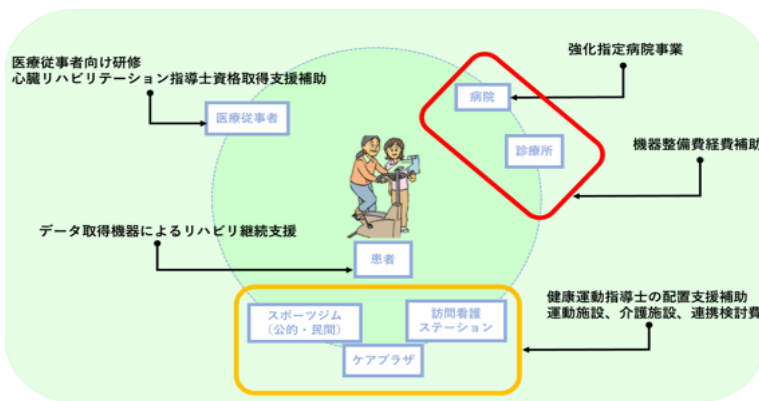 医療従事者向け研修
心臓リハビリテーション指導士資格取得支援補助
強化指定病院事業
医療従事者
病院
診療所
機器整備費経費補助
データ取得機器によるリハビリ継続支援
患者
健康運動指導士の配置支援補助
運動施設、介護施設、連携検討費
スポーツジム
(公的・民間)
訪問看護
ステーション
ケアプラザ